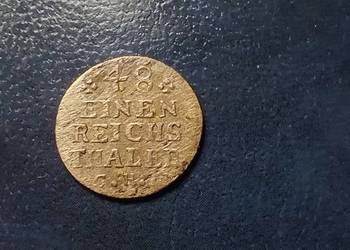 48
EINEN
REICHS
THALER